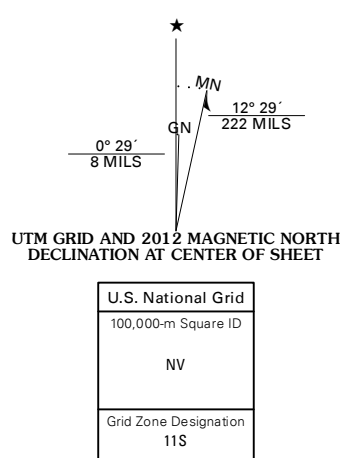 ★
MN
GN
12° 29´
222 MILS
0° 29´
8 MILS
UTM GRID AND 2012 MAGNETIC NORTH
DECLINATION AT CENTER OF SHEET
U.S. National Grid
100,000-m Square ID
NV
Grid Zone Designation
11S